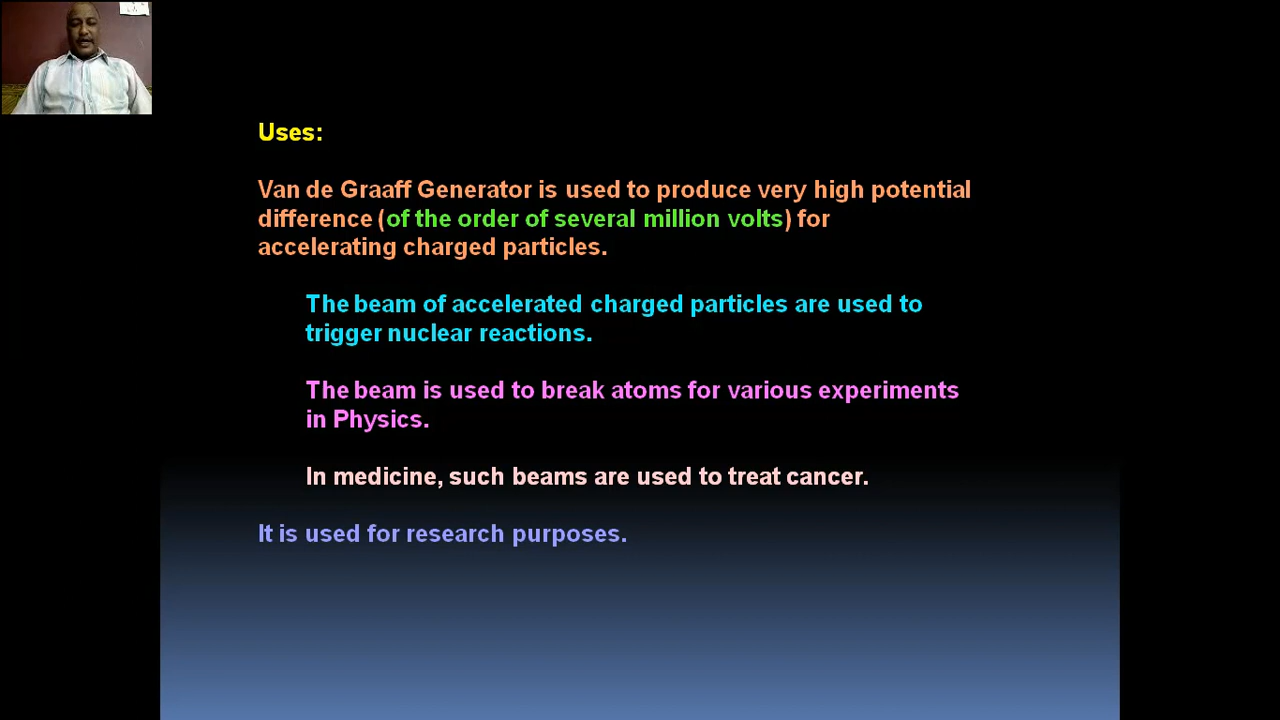 Uses:
Van de Graaff Generator is used to produce very high potential
difference (of the order of several million volts) for
accelerating charged particles.
The beam of accelerated charged particles are used to
trigger nuclear reactions.
The beam is used to break atoms for various experiments
in Physics.
In medicine, such beams are used to treat cancer.
It is used for research purposes.